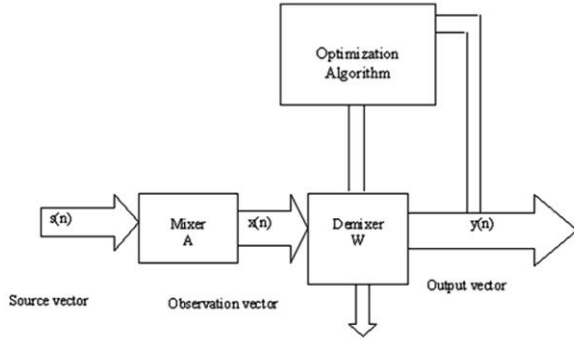 Optimization
Algorithm
s(n)
Mixer
A
x(n)
Demixer
W
y(n)
Source vector
Observation vector
Output vector